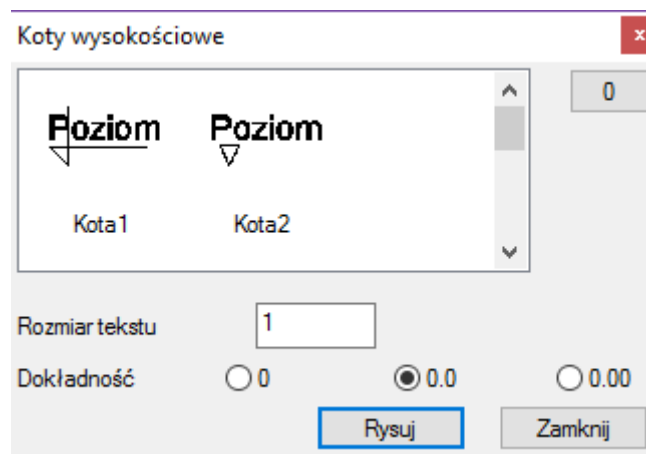 Koty wysokościowe
x
0
Poziom Poziom
Kota1 Kota2
Rozmiar tekstu 1
Dokładność 0 0.0 0.00
Rysuj Zamknij